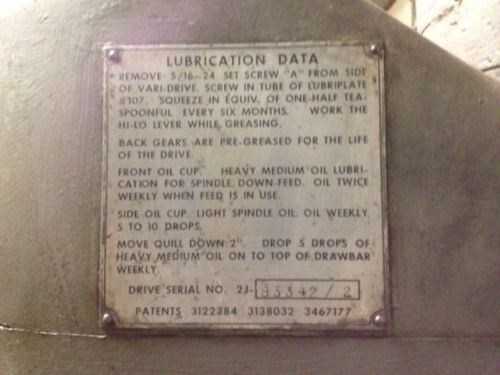 LUBRICATION DATA
REMOVE 5/16-24 SET SCREW "A" FROM SIDE
OF VARI-DRIVE. SCREW IN TUBE OF LUBRIPLATE
#107. SQUEEZE IN EQUIV. OF ONE-HALF TEA-
SPOONFUL EVERY SIX MONTHS. WORK THE
HI-LO LEVER WHILE GREASING.
BACK GEARS ARE PRE-GREASED FOR THE LIFE
OF THE DRIVE.
FRONT OIL CUP. HEAVY MEDIUM OIL LUBRI-
CATION FOR SPINDLE DOWN-FEED. OIL TWICE
WEEKLY WHEN FEED IS IN USE.
SIDE OIL CUP. LIGHT SPINDLE OIL. OIL WEEKLY.
5 TO 10 DROPS.
MOVE QUILL DOWN 2". DROP 5 DROPS OF
HEAVY MEDIUM OIL ON TO TOP OF DRAWBAR
WEEKLY.
DRIVE SERIAL NO. 2J-33342/2
PATENTS 3122384 3138032 3467177